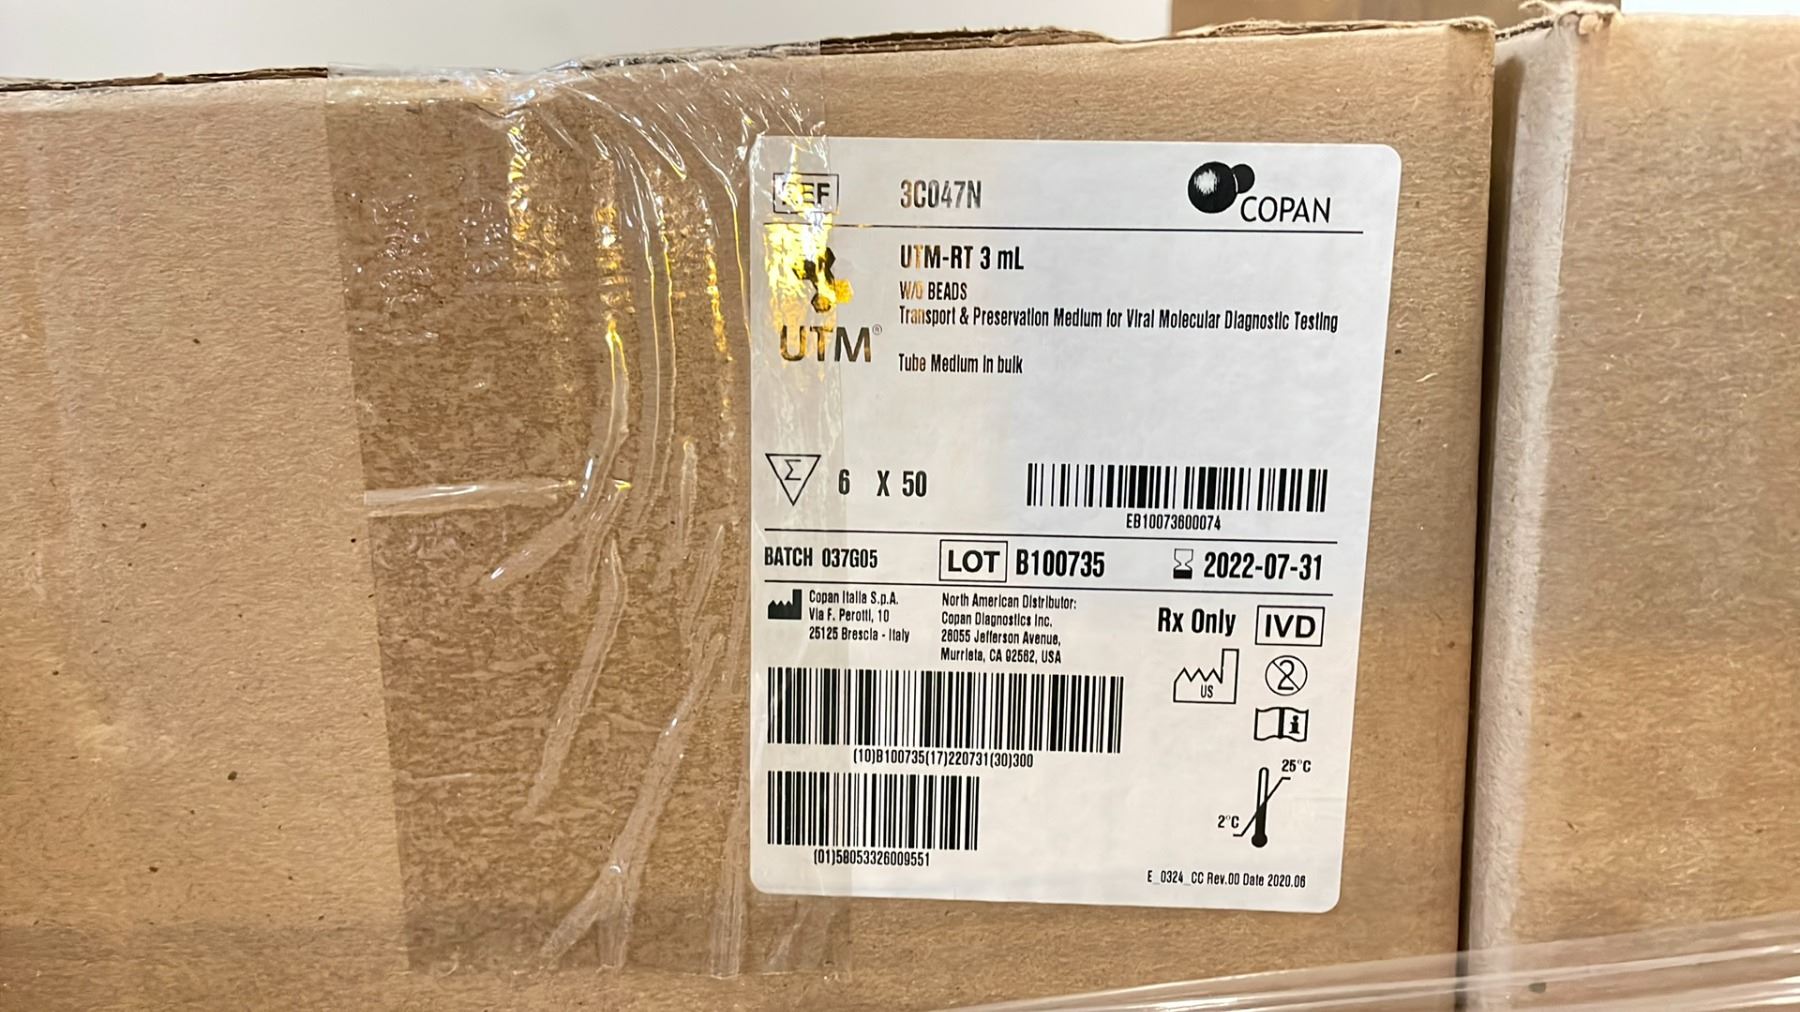 REF 3C047N COPAN
UTM-RT 3 mL
W/O BEADS
Transport & Preservation Medium for Viral Molecular Diagnostic Testing
UTM®
Tube Medium in bulk
Σ 6 X 50
EB10073600074
BATCH 037G05 LOT B100735 2022-07-31
Copan Italia S.p.A.
Via F. Perotti, 10
25125 Brescia - Italy
North American Distributor:
Copan Diagnostics Inc.
26055 Jefferson Avenue,
Murrieta, CA 92562, USA
Rx Only IVD
US 2
i
(10)B100735(17)220731(30)300
25°C
2°C
(01)58053326009551
E_0324_CC Rev.00 Date 2020.06